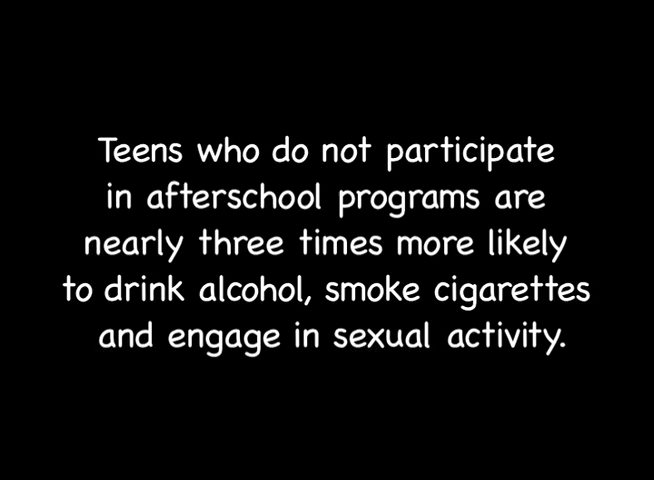 Teens who do not participate
in afterschool programs are
nearly three times more likely
to drink alcohol, smoke cigarettes
and engage in sexual activity.